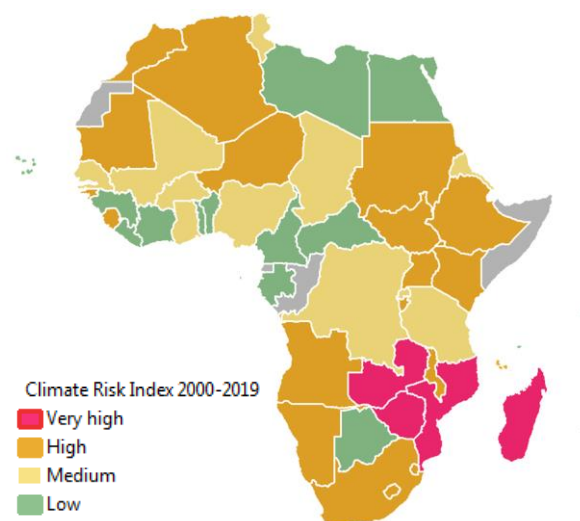 Climate Risk Index 2000-2019
Very high
High
Medium
Low